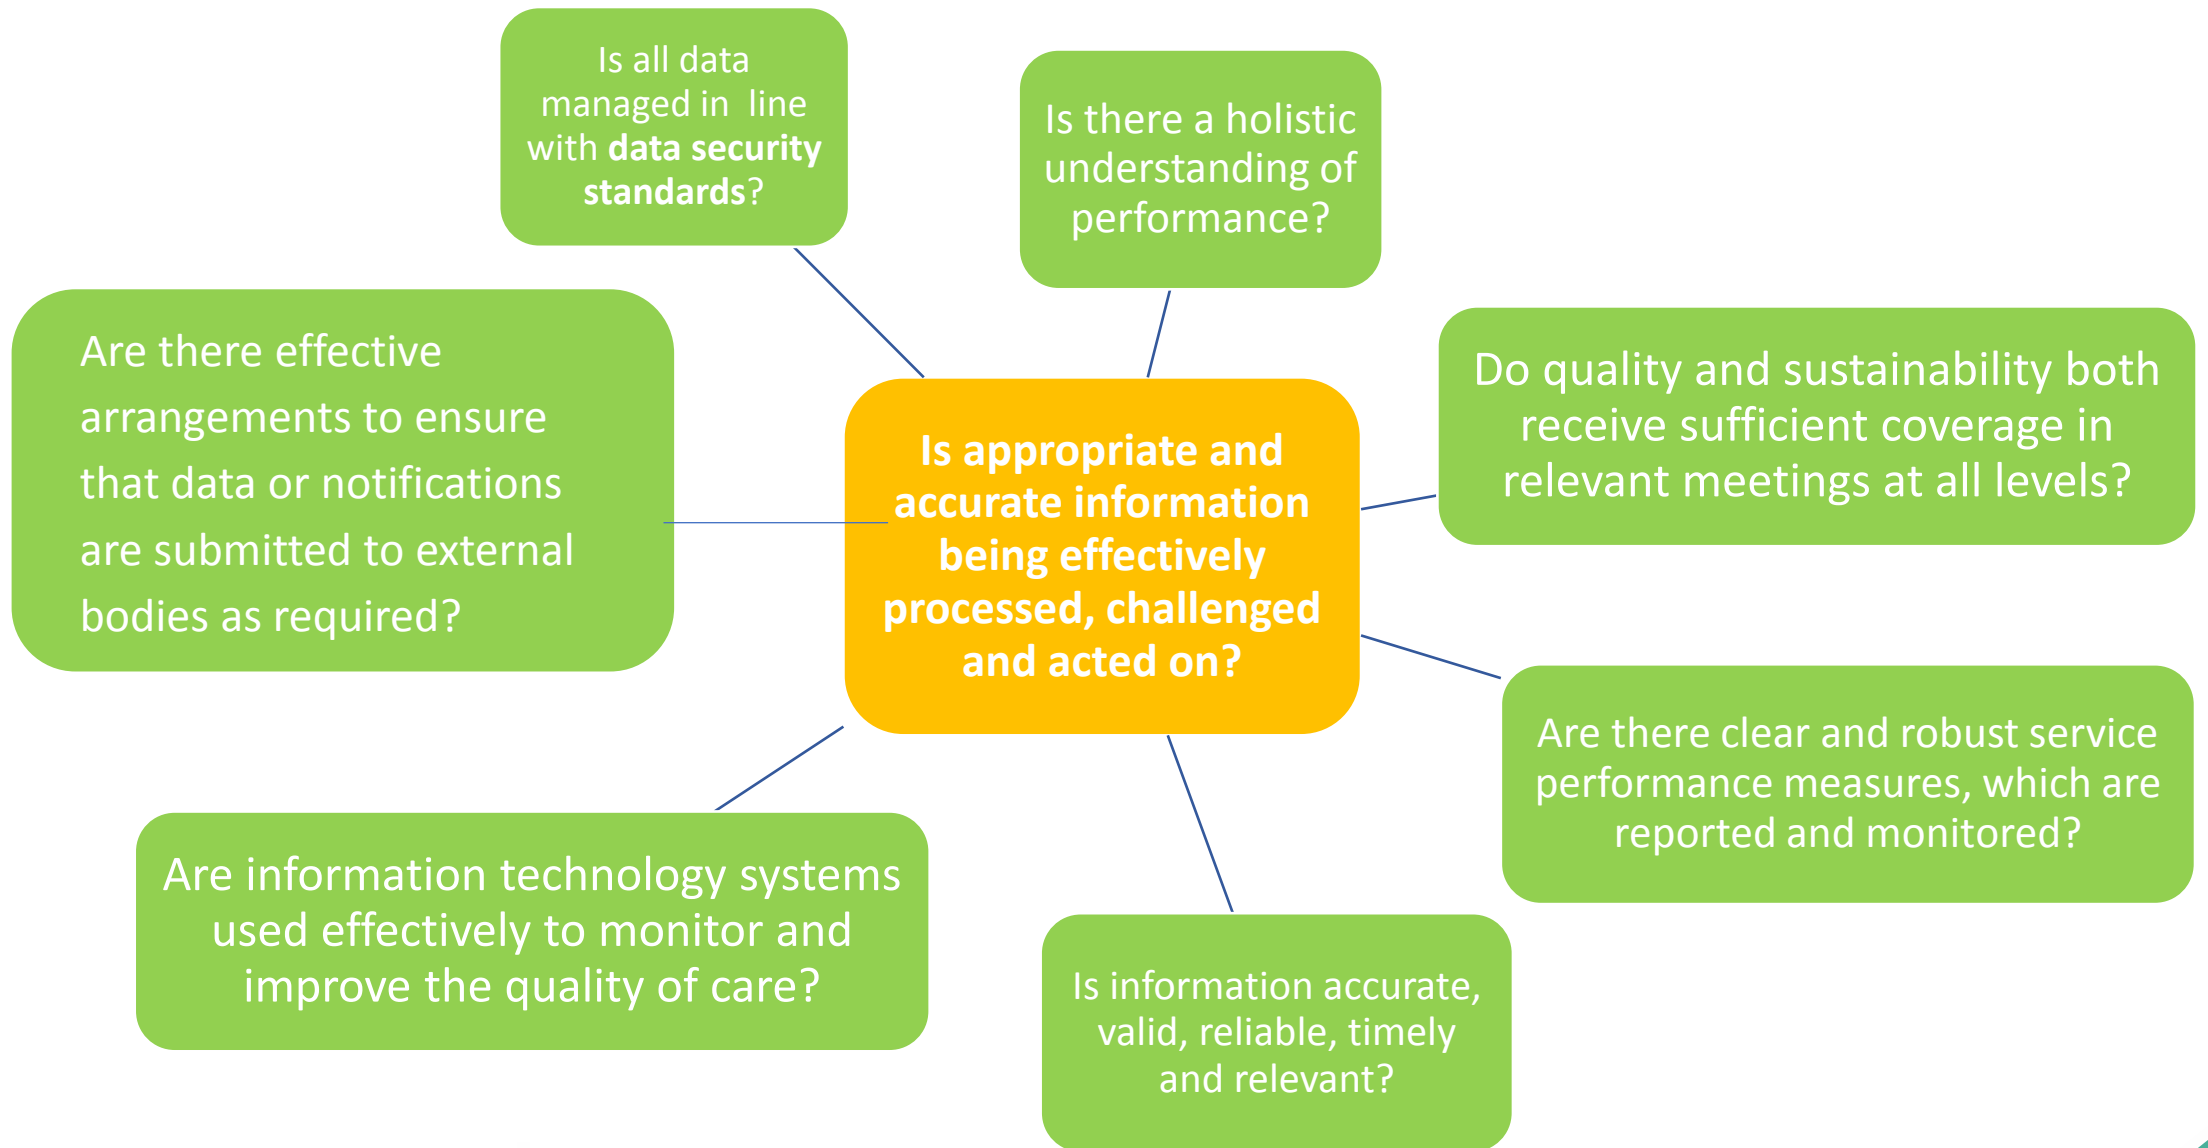 Is all data
managed in  line
with data security
standards?
Is there a holistic
understanding of
performance?
Are there effective
arrangements to ensure
that data or notifications
are submitted to external
bodies as required?
Do quality and sustainability both
receive sufficient coverage in
relevant meetings at all levels?
Is appropriate and
accurate information
being effectively
processed, challenged
and acted on?
Are there clear and robust service
performance measures, which are
reported and monitored?
Are information technology systems
used effectively to monitor and
improve the quality of care?
Is information accurate,
valid, reliable, timely
and relevant?